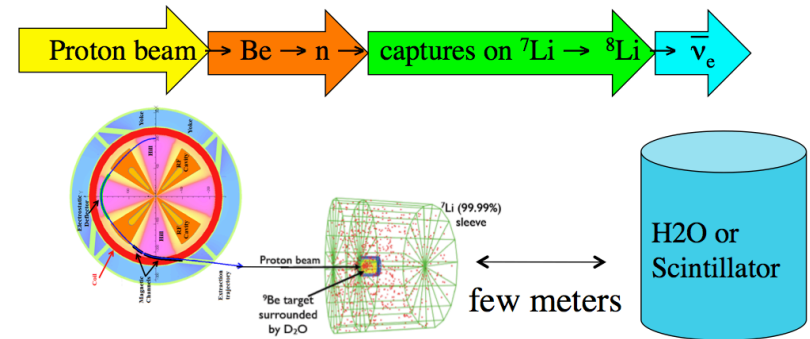 Proton beam → Be → n → captures on ⁷Li → ⁸Li → ν̅ₑ
Yoke
Yoke
Hill
RF
Cavity
RF
Cavity
Electrostatic
Deflector
Hill
Coil
Magnetic
Channels
Extraction
trajectory
Proton beam
⁷Li (99.99%)
sleeve
⁹Be target
surrounded
by D₂O
few meters
H2O or
Scintillator